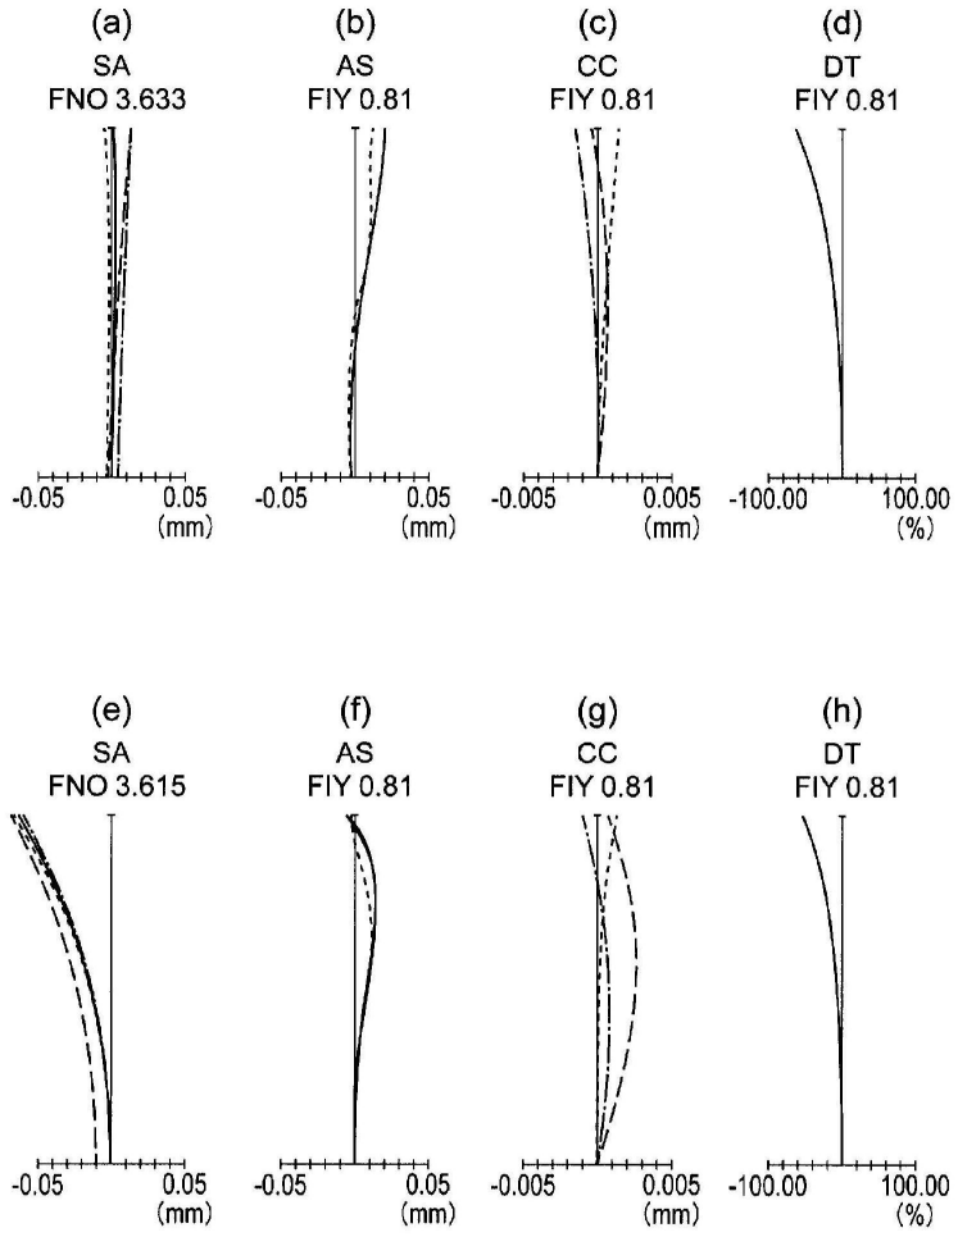 (a) (b) (c) (d)
SA AS CC DT
FNO 3.633 FIY 0.81 FIY 0.81 FIY 0.81
-0.05 0.05 -0.05 0.05 -0.005 0.005 -100.00 100.00
(mm) (mm) (mm) (%)
(e) (f) (g) (h)
SA AS CC DT
FNO 3.615 FIY 0.81 FIY 0.81 FIY 0.81
-0.05 0.05 -0.05 0.05 -0.005 0.005 -100.00 100.00
(mm) (mm) (mm) (%)